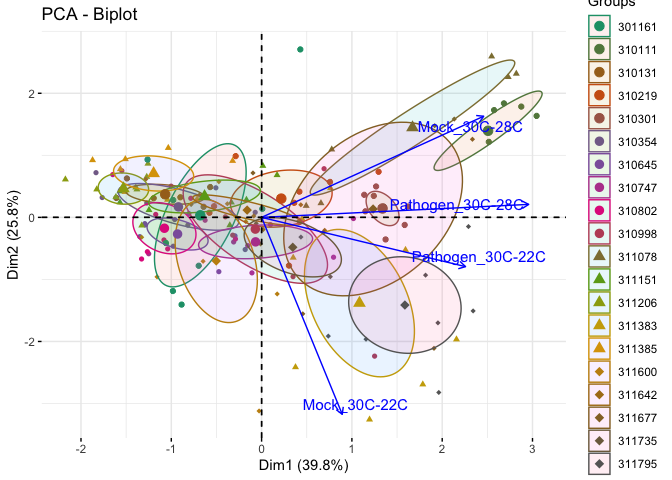 PCA - Biplot
Groups
301161
310111
310131
310219
310301
310354
310645
310747
310802
310998
311078
311151
311206
311383
311385
311600
311642
311677
311735
311795
Mock_30C-28C
Pathogen_30C-28C
Pathogen_30C-22C
Mock_30C-22C
2
0
-2
Dim2 (25.8%)
-2 -1 0 1 2 3
Dim1 (39.8%)